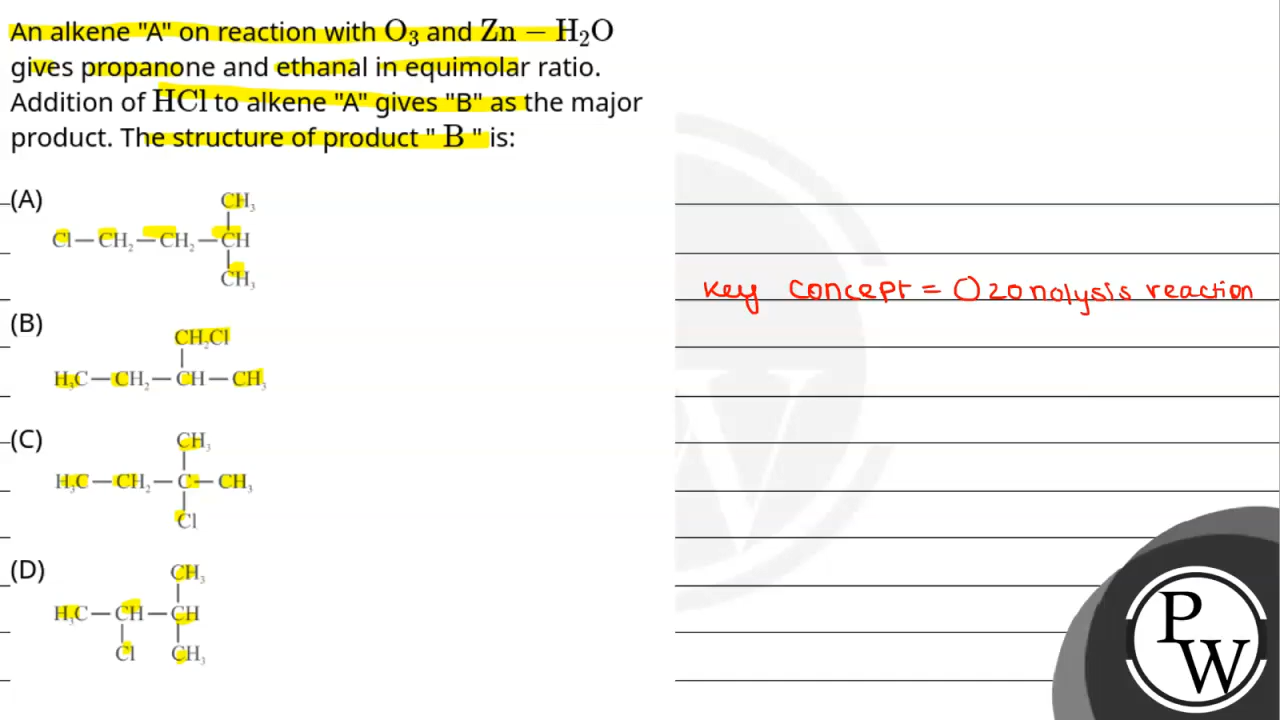 An alkene "A" on reaction with O₃ and Zn − H₂O
gives propanone and ethanal in equimolar ratio.
Addition of HCl to alkene "A" gives "B" as the major
product. The structure of product " B " is:
(A)
CH₃
Cl—CH₂—CH₂—CH
CH₃
(B)
CH₂Cl
H₃C—CH₂—CH—CH₃
(C)
CH₃
H₃C—CH₂—C—CH₃
Cl
(D)
CH₃
H₃C—CH—CH
Cl CH₃
key concept = Ozonolysis reaction
P
W